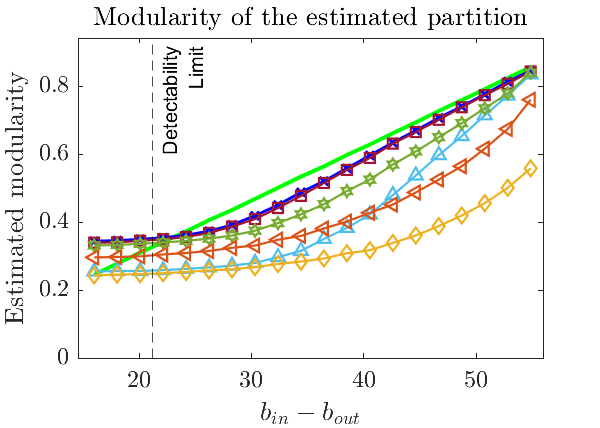 Modularity of the estimated partition
Estimated modularity
0.8
0.6
0.4
0.2
0
Detectability
Limit
20
30
40
50
b_in − b_out